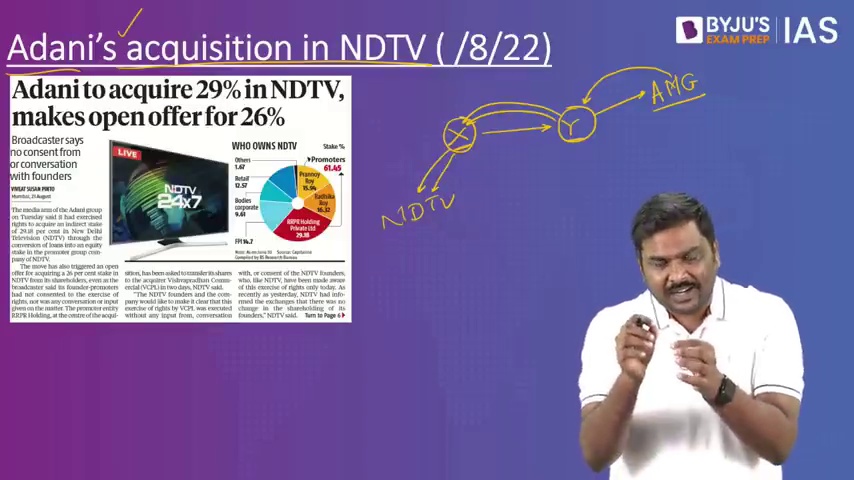 Adani's acquisition in NDTV ( /8/22)
BYJU'S
EXAM PREP
IAS
Adani to acquire 29% in NDTV,
makes open offer for 26%
Broadcaster says
no consent from
or conversation
with founders
Mumbai, 23 August
The media arm of the Adani group
on Tuesday said it had exercised
rights to acquire an indirect stake
of 29.18 per cent in New Delhi
Television (NDTV) through the
conversion of loans into an equity
stake in the promoter group company
of NDTV.
The move has also triggered an open
offer for acquiring a 26 per cent stake in
NDTV from its shareholders, even as the
broadcaster said its founder-promoters
had not consented to the exercise of
rights, nor was any conversation or input
given on the matter. The promoter entity
RRPR Holding, at the centre of the acqui-
LIVE
NDTV
24x7
WHO OWNS NDTV
Stake %
Others
1.67
Retail
12.57
Bodies
corporate
9.61
FPI 14.7
Promoters
61.45
Prannoy
Roy
15.94
Radhika
Roy
16.32
RRPR Holding
Private Ltd
29.18
Compiled by BS Research Bureau
sition, has been asked to transfer its shares
to the acquirer Vishvapradhan Comm-
ercial (VCPL) in two days, NDTV said.
"The NDTV founders and the company
would like to make it clear that this
exercise of rights by VCPL was executed
without any input from, conversation
with, or consent of the NDTV founders,
who, like NDTV, have been made aware
of this exercise of rights only today. As
recently as yesterday, NDTV had infor-
med the exchanges that there was no
change in the shareholding of its
founders," NDTV said.
Turn to Page 6
X
Y
AMG
NDTV